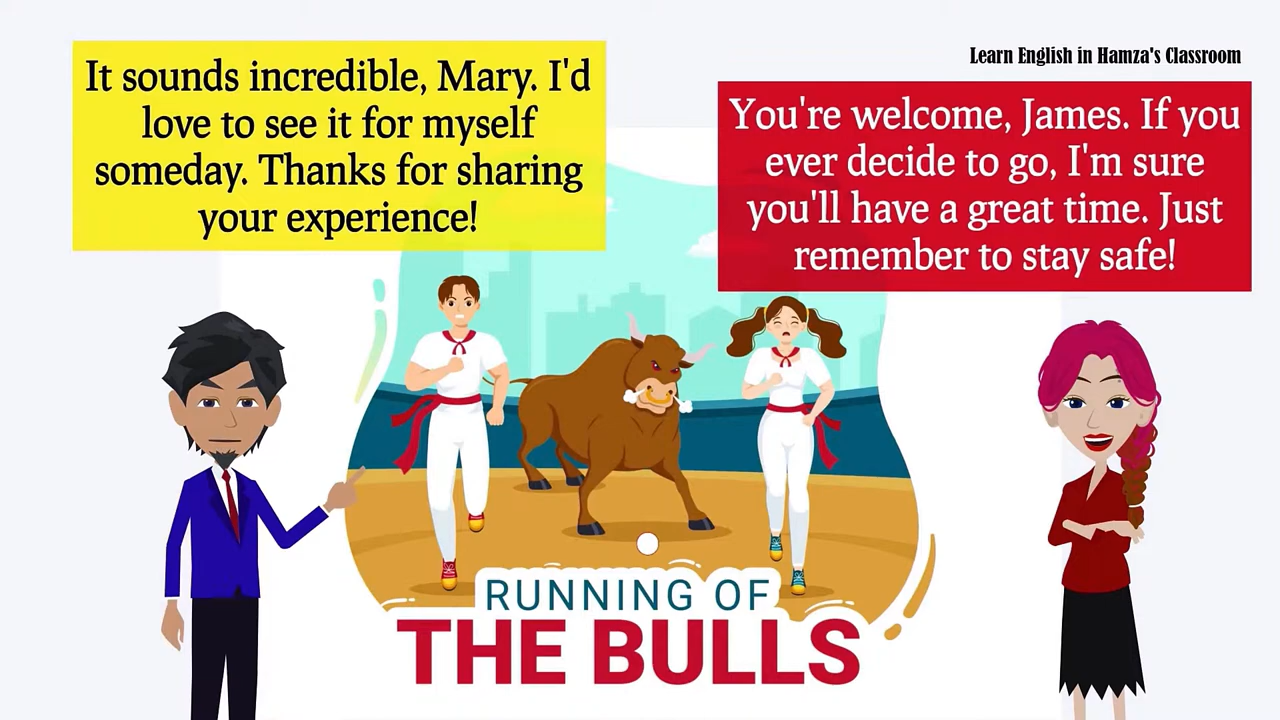 It sounds incredible, Mary. I'd
love to see it for myself
someday. Thanks for sharing
your experience!
Learn English in Hamza's Classroom
You're welcome, James. If you
ever decide to go, I'm sure
you'll have a great time. Just
remember to stay safe!
RUNNING OF
THE BULLS